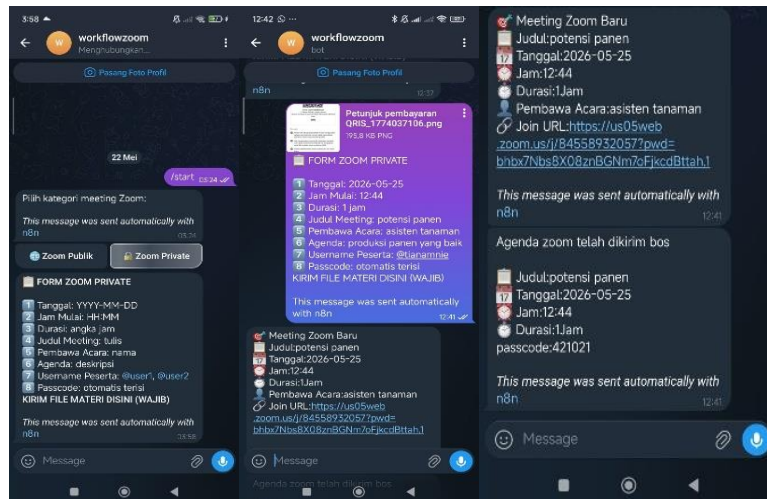 3:58
workflowzoom
Menghubungkan...
Pasang Foto Profil
22 Mei
/start 03:24
Pilih kategori meeting Zoom:
This message was sent automatically with
n8n
03:24
Zoom Publik
Zoom Private
FORM ZOOM PRIVATE
1 Tanggal: YYYY-MM-DD
2 Jam Mulai: HH:MM
3 Durasi: angka jam
4 Judul Meeting: tulis
5 Pembawa Acara: nama
6 Agenda: deskripsi
7 Username Peserta: @user1, @user2
8 Passcode: otomatis terisi
KIRIM FILE MATERI DISINI (WAJIB)
This message was sent automatically with
n8n
03:58
Message
12:42
workflowzoom
bot
Pasang Foto Profil
n8n
12:37
Petunjuk pembayaran
QRIS_1774037106.png
195,8 KB PNG
FORM ZOOM PRIVATE
1 Tanggal: 2026-05-25
2 Jam Mulai: 12:44
3 Durasi: 1 jam
4 Judul Meeting: potensi panen
5 Pembawa Acara: asisten tanaman
6 Agenda: produksi panen yang baik
7 Username Peserta: @tianamnie
8 Passcode: otomatis terisi
KIRIM FILE MATERI DISINI (WAJIB)
This message was sent automatically
with n8n
12:41
Meeting Zoom Baru
Judul:potensi panen
Tanggal:2026-05-25
Jam:12:44
Durasi:1Jam
Pembawa Acara:asisten tanaman
Join URL:https://us05web
.zoom.us/j/84558932057?pwd=
bhbx7Nbs8X08znBGNm7oFjkcdBttah.1
Message
Agenda zoom telah dikirim bos
Meeting Zoom Baru
Judul:potensi panen
Tanggal:2026-05-25
Jam:12:44
Durasi:1Jam
Pembawa Acara:asisten tanaman
Join URL:https://us05web
.zoom.us/j/84558932057?pwd=
bhbx7Nbs8X08znBGNm7oFjkcdBttah.1
This message was sent automatically with
n8n
12:41
Agenda zoom telah dikirim bos
Judul:potensi panen
Tanggal:2026-05-25
Jam:12:44
Durasi:1Jam
passcode:421021
This message was sent automatically with
n8n
12:41
Message